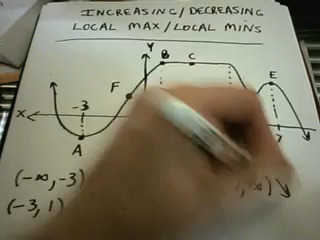 INCREASING/DECREASING
LOCAL MAX/LOCAL MINS
Y
B C
E
F
-3
X
A
7
(-∞,-3)
∞)
(-3,1)